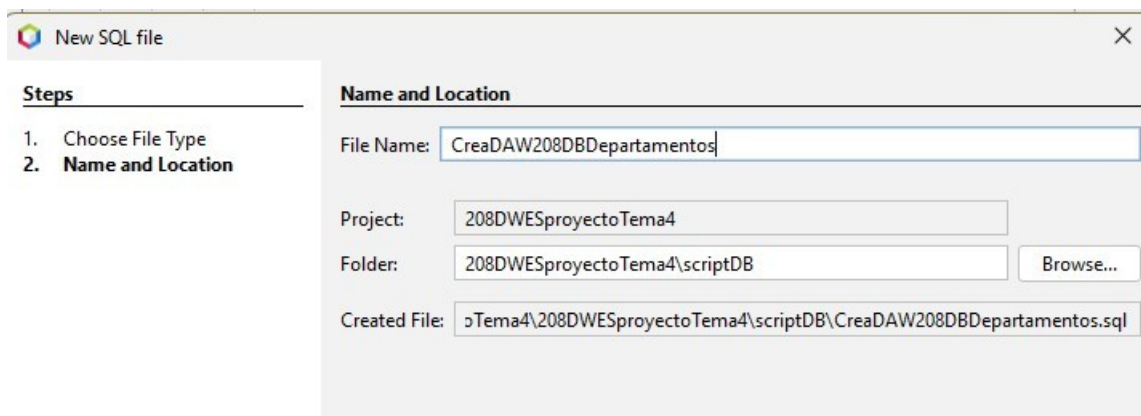 New SQL file
Steps
1. Choose File Type
2. Name and Location
Name and Location
File Name: CreaDAW208DBDepartamentos
Project: 208DWESproyectoTema4
Folder: 208DWESproyectoTema4\scriptDB Browse...
Created File: oTema4\208DWESproyectoTema4\scriptDB\CreaDAW208DBDepartamentos.sql